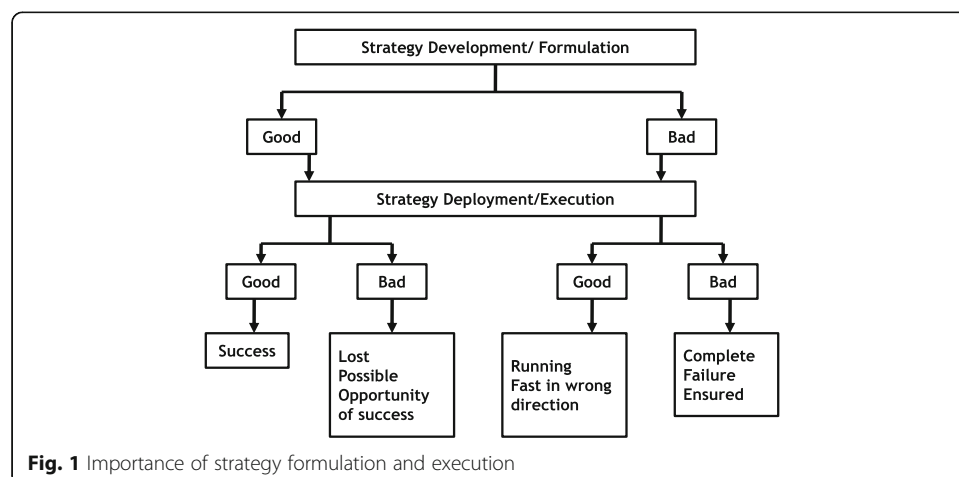 Strategy Development/ Formulation
Good
Bad
Strategy Deployment/Execution
Good
Bad
Good
Bad
Success
Lost
Possible
Opportunity
of success
Running
Fast in wrong
direction
Complete
Failure
Ensured
Fig. 1 Importance of strategy formulation and execution